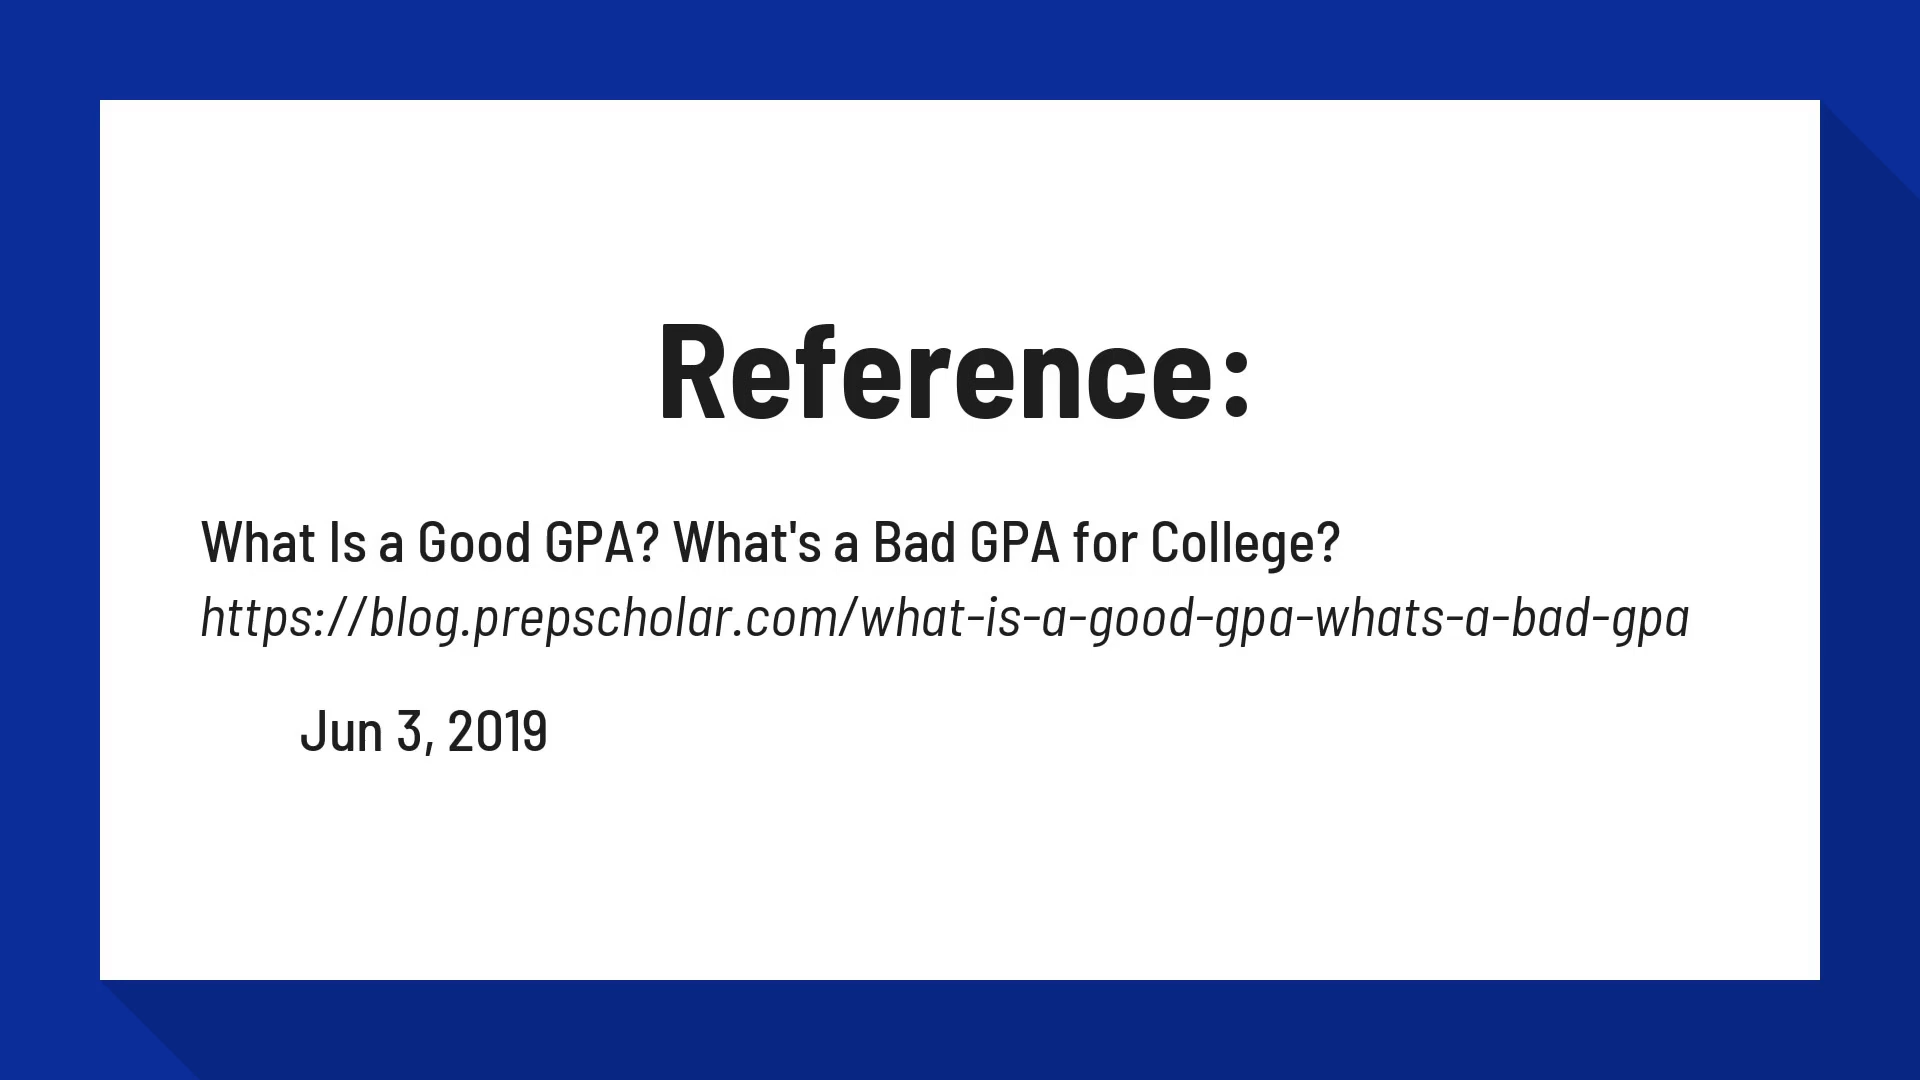 Reference:
What Is a Good GPA? What's a Bad GPA for College?
https://blog.prepscholar.com/what-is-a-good-gpa-whats-a-bad-gpa
Jun 3, 2019